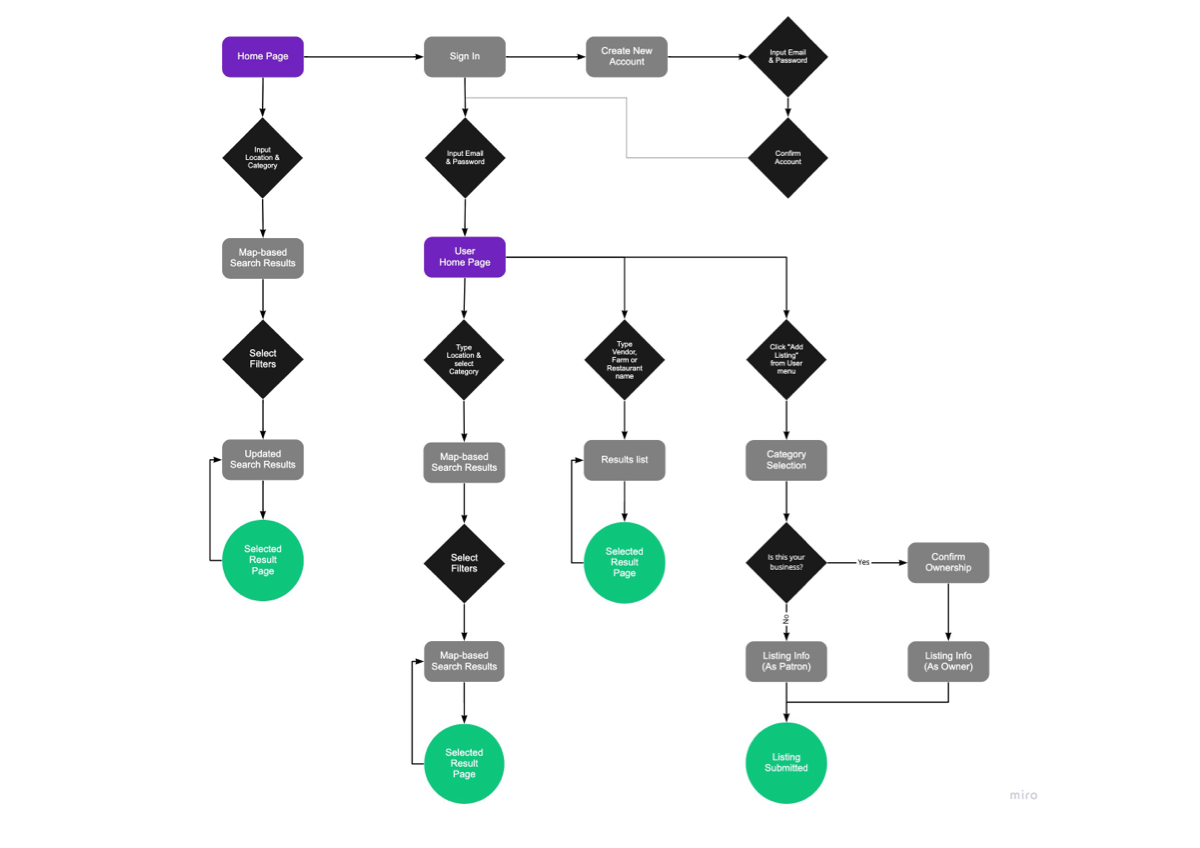 Home Page
Sign In
Create New
Account
Input Email
& Password
Input
Location &
Category
Input Email
& Password
Confirm
Account
Map-based
Search Results
User
Home Page
Select
Filters
Type
Location &
select
Category
Type
Vendor,
Farm or
Restaurant
name
Click "Add
Listing"
from User
menu
Updated
Search Results
Map-based
Search Results
Results list
Category
Selection
Selected
Result
Page
Select
Filters
Selected
Result
Page
Is this your
business?
Yes
Confirm
Ownership
No
Map-based
Search Results
Listing Info
(As Patron)
Listing Info
(As Owner)
Selected
Result
Page
Listing
Submitted
miro